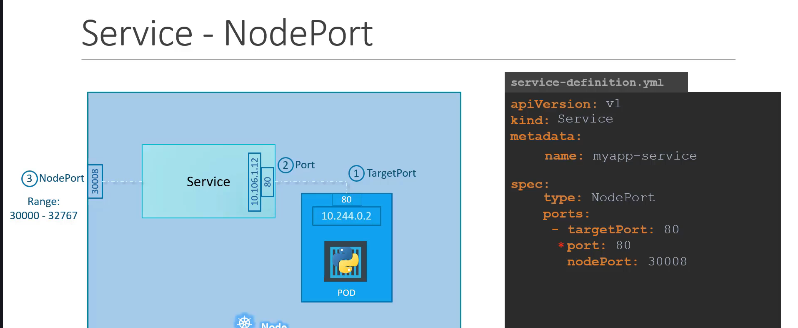 Service - NodePort
service-definition.yml
apiVersion: v1
kind: Service
metadata:
name: myapp-service
spec:
type: NodePort
ports:
- targetPort: 80
*port: 80
nodePort: 30008
3 NodePort
Range:
30000 - 32767
30008
Service
10.106.1.12
80
2 Port
1 TargetPort
80
10.244.0.2
POD
Node